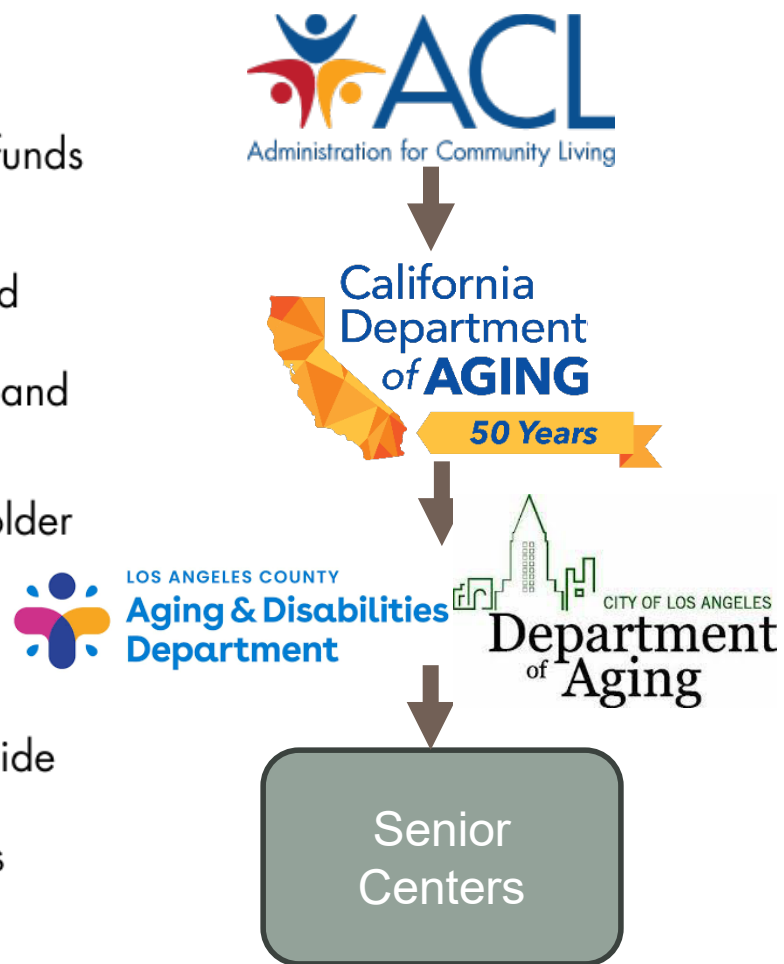 ACL
Administration for Community Living
funds
California
Department
of AGING
50 Years
and
older
LOS ANGELES COUNTY
Aging & Disabilities
Department
CITY OF LOS ANGELES
Department
of Aging
Senior
Centers